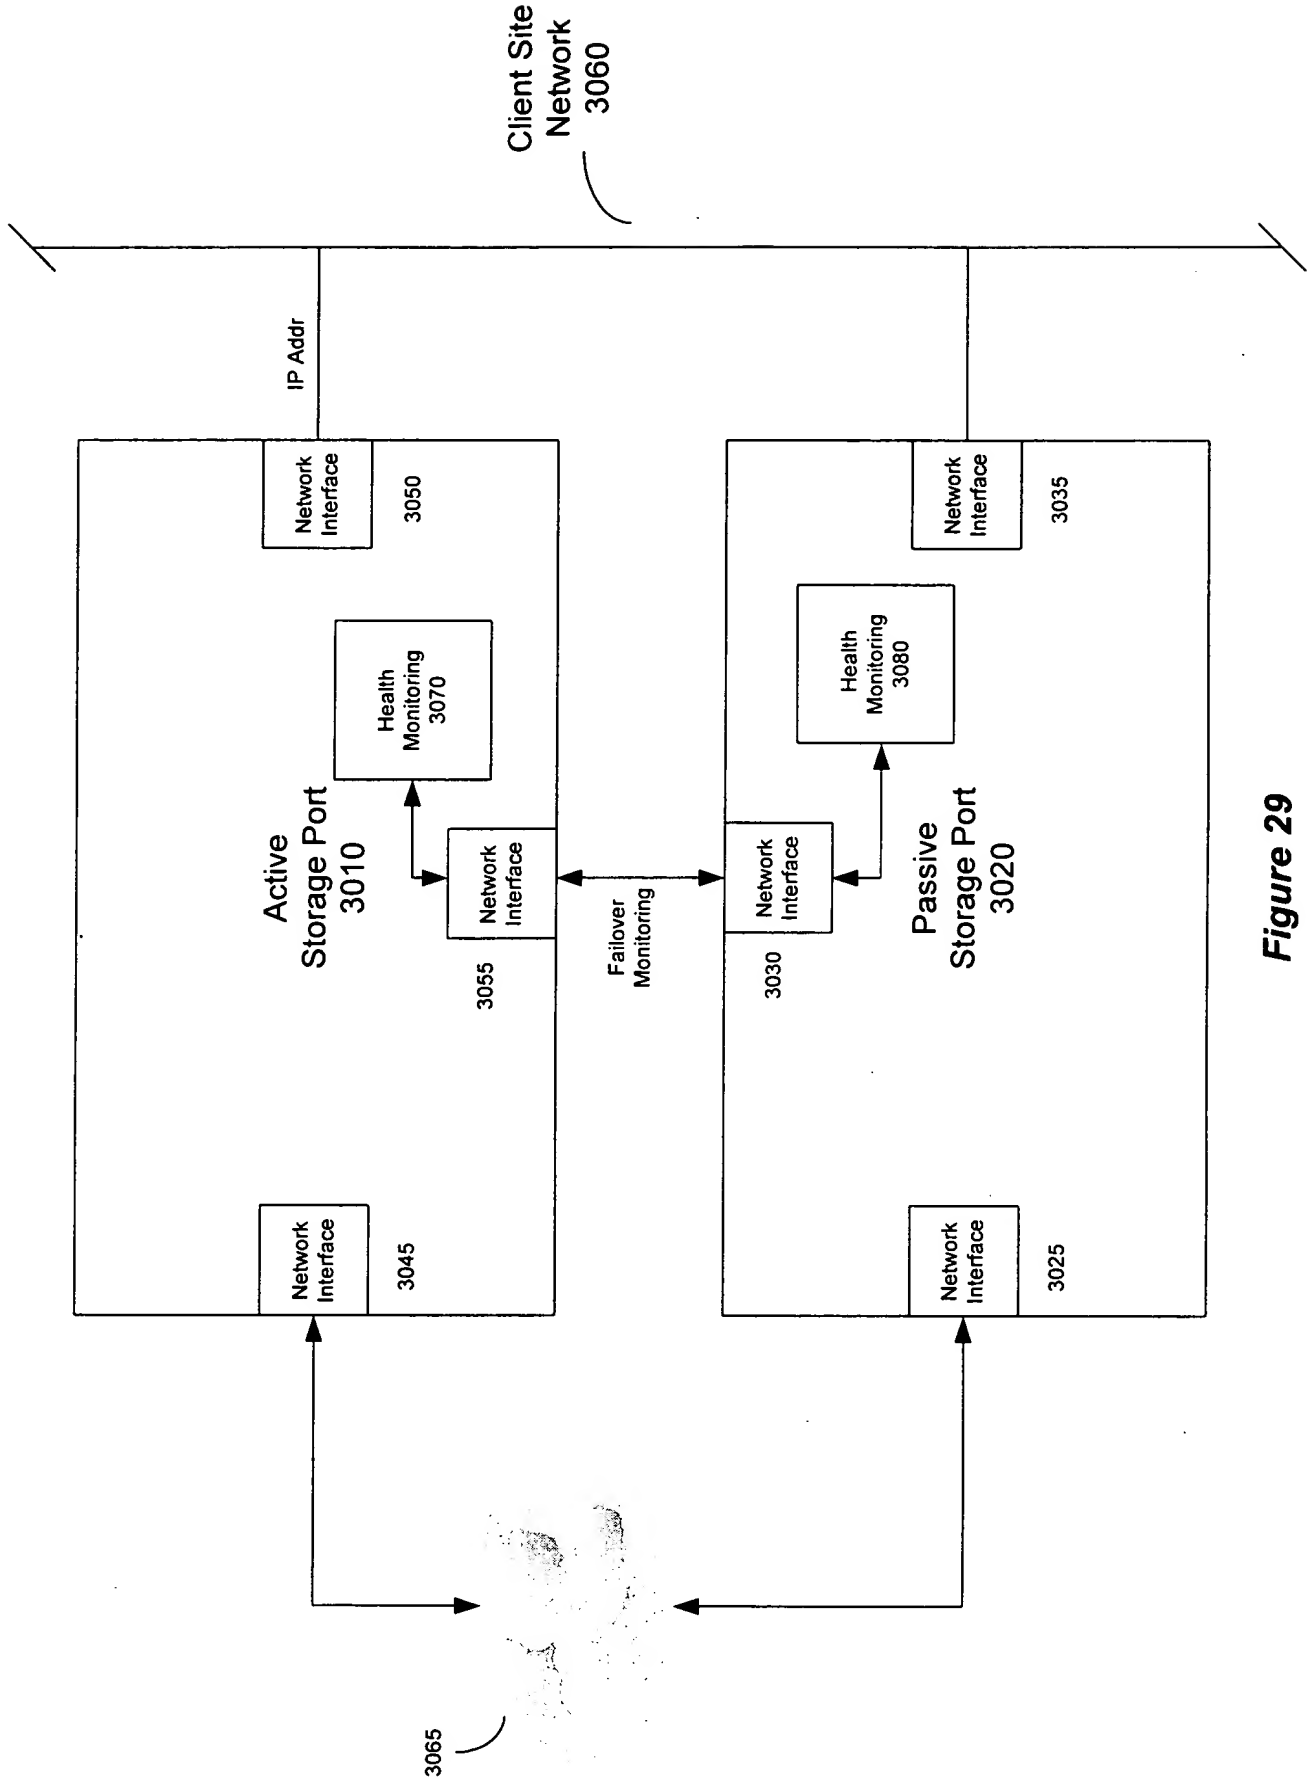 Client Site
Network
3060
IP Addr
Network
Interface
3050
Health
Monitoring
3070
Active
Storage Port
3010
Network
Interface
3055
Network
Interface
3045
Failover
Monitoring
Network
Interface
3035
Health
Monitoring
3080
Network
Interface
3030
Passive
Storage Port
3020
Network
Interface
3025
3065
Figure 29